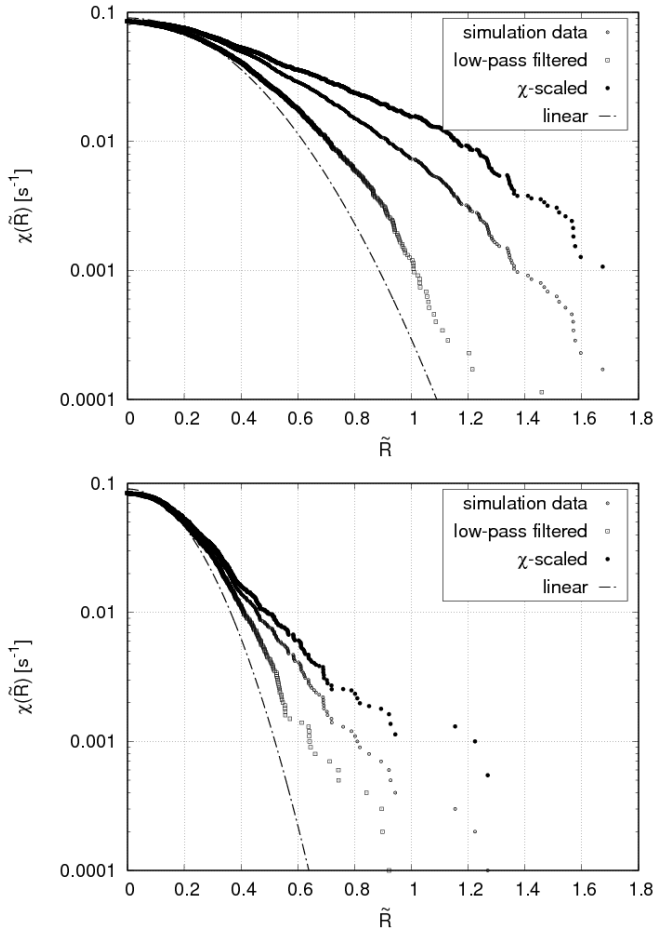 0.1
0.01
0.001
0.0001
χ(R̃) [s⁻¹]
simulation data
low-pass filtered
χ-scaled
linear
0 0.2 0.4 0.6 0.8 1 1.2 1.4 1.6 1.8
R̃
0.1
0.01
0.001
0.0001
χ(R̃) [s⁻¹]
simulation data
low-pass filtered
χ-scaled
linear
0 0.2 0.4 0.6 0.8 1 1.2 1.4 1.6 1.8
R̃